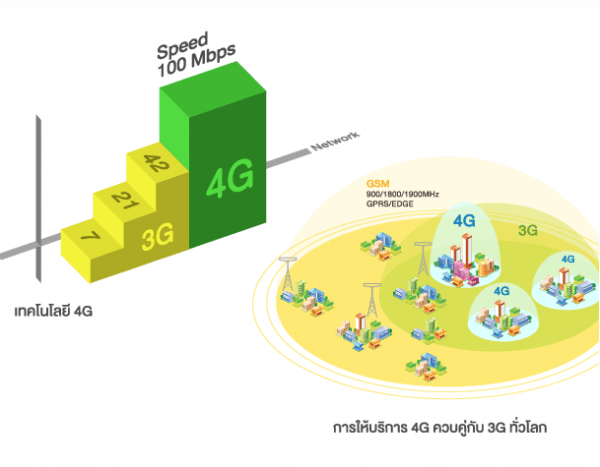 Speed
100 Mbps
Network
42
21
7
3G
4G
เทคโนโลยี 4G
GSM
900/1800/1900MHz
GPRS/EDGE
4G
3G
4G
4G
การให้บริการ 4G ควบคู่กับ 3G ทั่วโลก